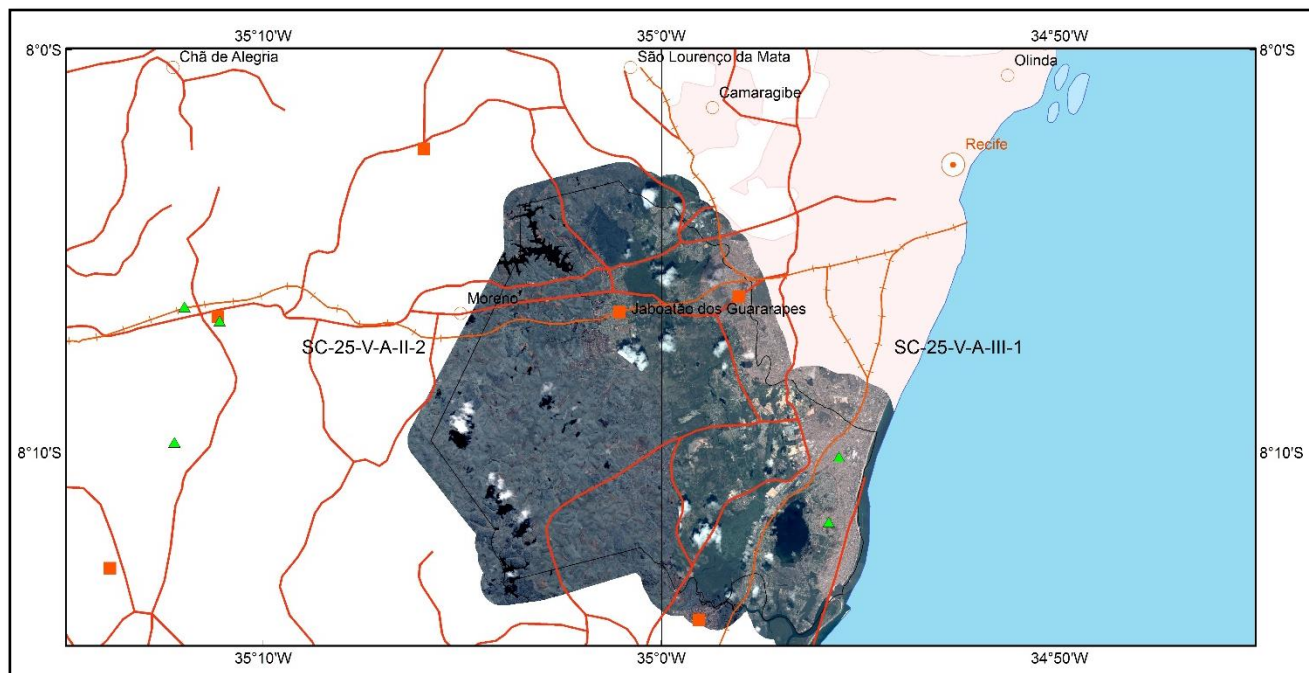 35°10'W
35°0'W
34°50'W
8°0'S
8°0'S
Chã de Alegria
São Lourenço da Mata
Olinda
Camaragibe
Recife
Moreno
Jaboatão dos Guararapes
SC-25-V-A-II-2
SC-25-V-A-III-1
8°10'S
8°10'S
35°10'W
35°0'W
34°50'W